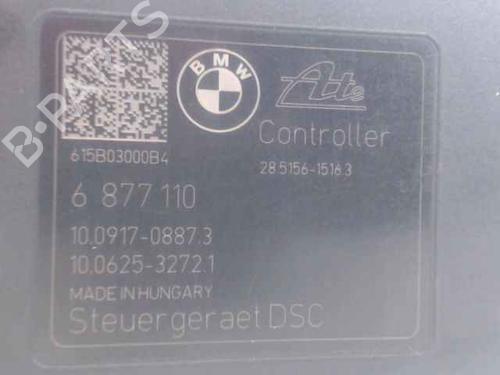 B-PARTS
BMW
Ate
Controller
615B03000B4
28.5156-1516.3
6 877 110
10.0917-0887.3
10.0625-3272.1
MADE IN HUNGARY
Steuergeraet DSC